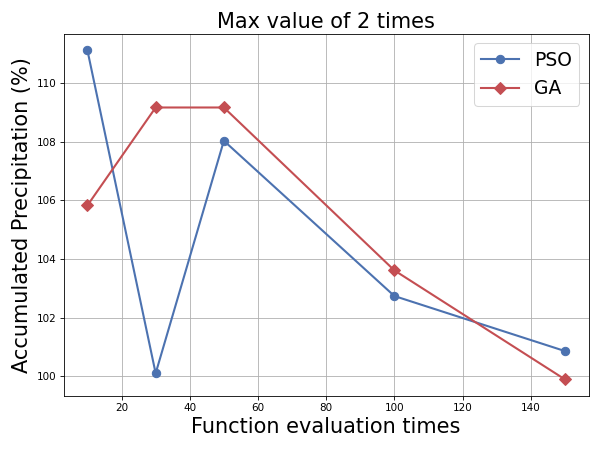 Max value of 2 times
Accumulated Precipitation (%)
110
108
106
104
102
100
20 40 60 80 100 120 140
Function evaluation times
PSO
GA